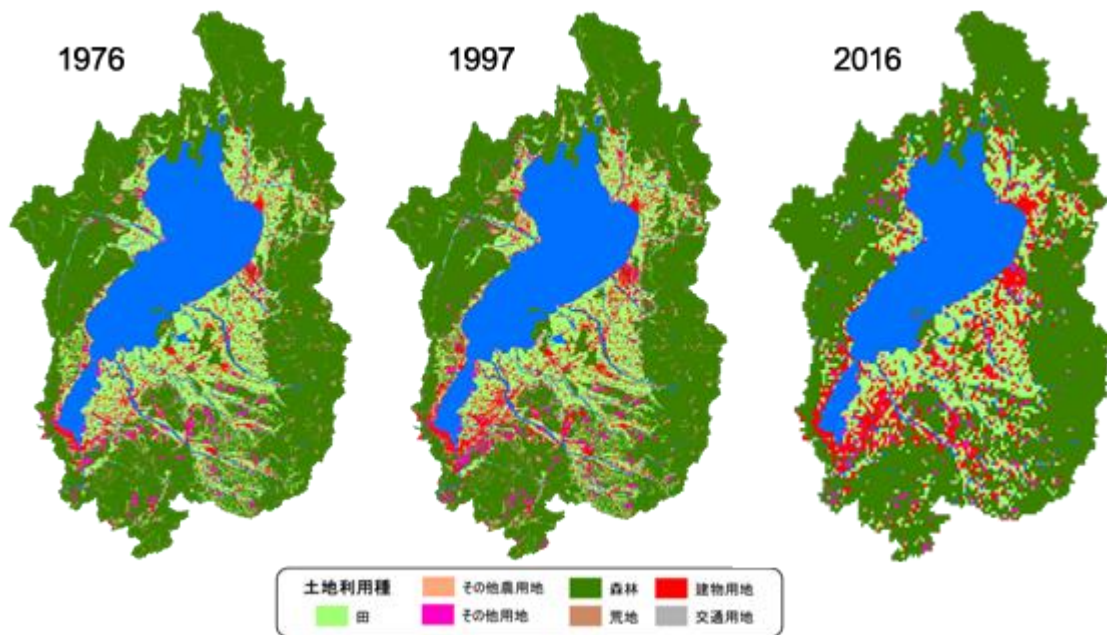 1976
1997
2016
土地利用種
その他農用地
森林
建物用地
田
その他用地
荒地
交通用地